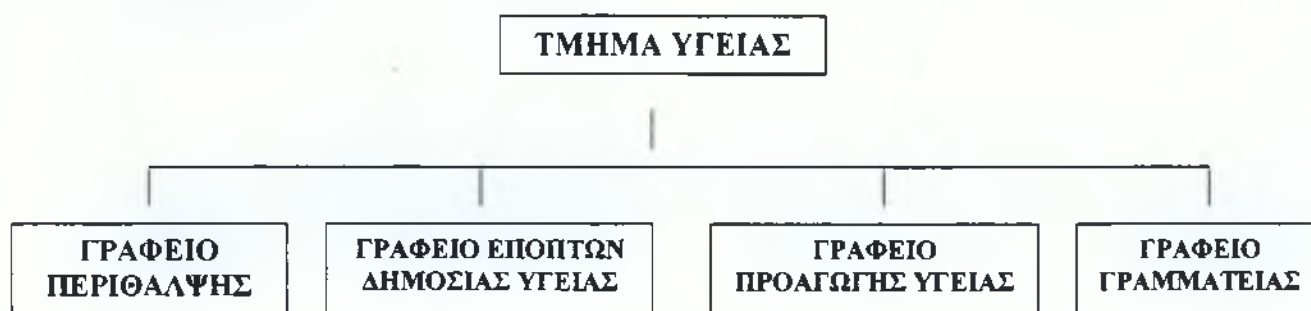 ΤΜΗΜΑ ΥΓΕΙΑΣ
ΓΡΑΦΕΙΟ
ΠΕΡΙΘΑΛΨΗΣ
ΓΡΑΦΕΙΟ ΕΠΟΠΤΩΝ
ΔΗΜΟΣΙΑΣ ΥΓΕΙΑΣ
ΓΡΑΦΕΙΟ
ΠΡΟΑΓΩΓΗΣ ΥΓΕΙΑΣ
ΓΡΑΦΕΙΟ
ΓΡΑΜΜΑΤΕΙΑΣ